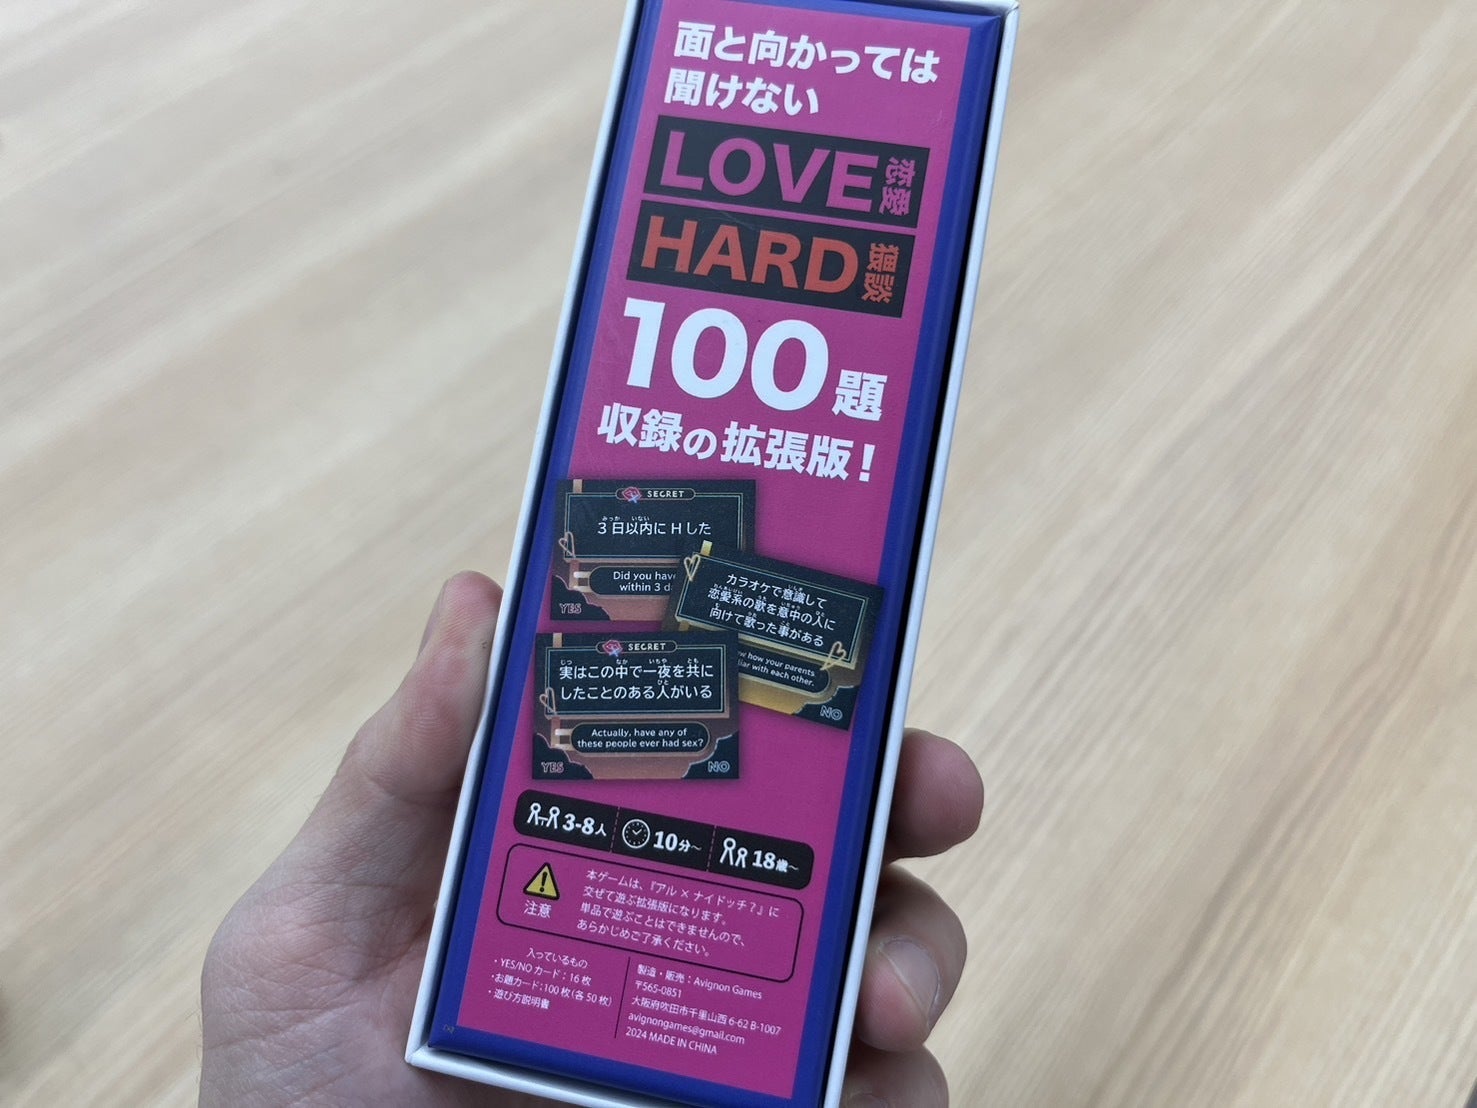 面と向かっては
聞けない
LOVE 恋愛
HARD 猥談
100題
収録の拡張版！
SECRET
3日以内にHした
Did you have
within 3 da
YES
カラオケで意識して
恋愛系の歌を意中の人に
向けて歌った事がある
ow how your parents
liar with each other.
NO
SECRET
実はこの中で一夜を共に
したことのある人がいる
Actually, have any of
these people ever had sex?
YES
NO
3-8人
10分~
18歳~
注意
本ゲームは、『アル×ナイドッチ？』に
交ぜて遊ぶ拡張版になります。
単品で遊ぶことはできませんので、
あらかじめご了承ください。
入っているもの
・YES/NOカード；16枚
・お題カード；100枚(各50枚)
・遊び方説明書
製造・販売：Avignon Games
〒565-0851
大阪府吹田市千里山西6-62 B-1007
avignongames@gmail.com
2024 MADE IN CHINA